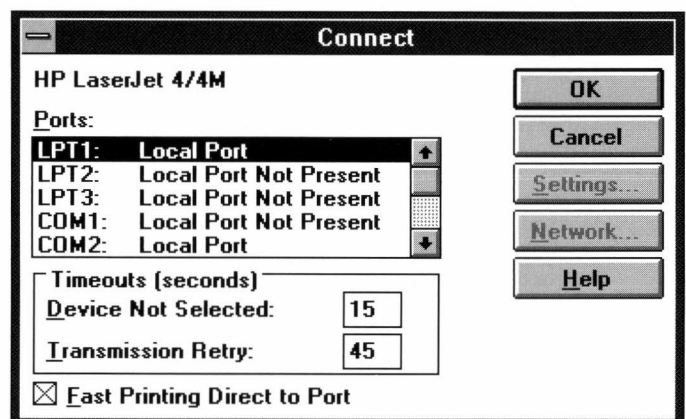 Connect
HP LaserJet 4/4M
Ports:
LPT1: Local Port
LPT2: Local Port Not Present
LPT3: Local Port Not Present
COM1: Local Port Not Present
COM2: Local Port
Timeouts (seconds)
Device Not Selected: 15
Transmission Retry: 45
Fast Printing Direct to Port
OK
Cancel
Settings...
Network...
Help